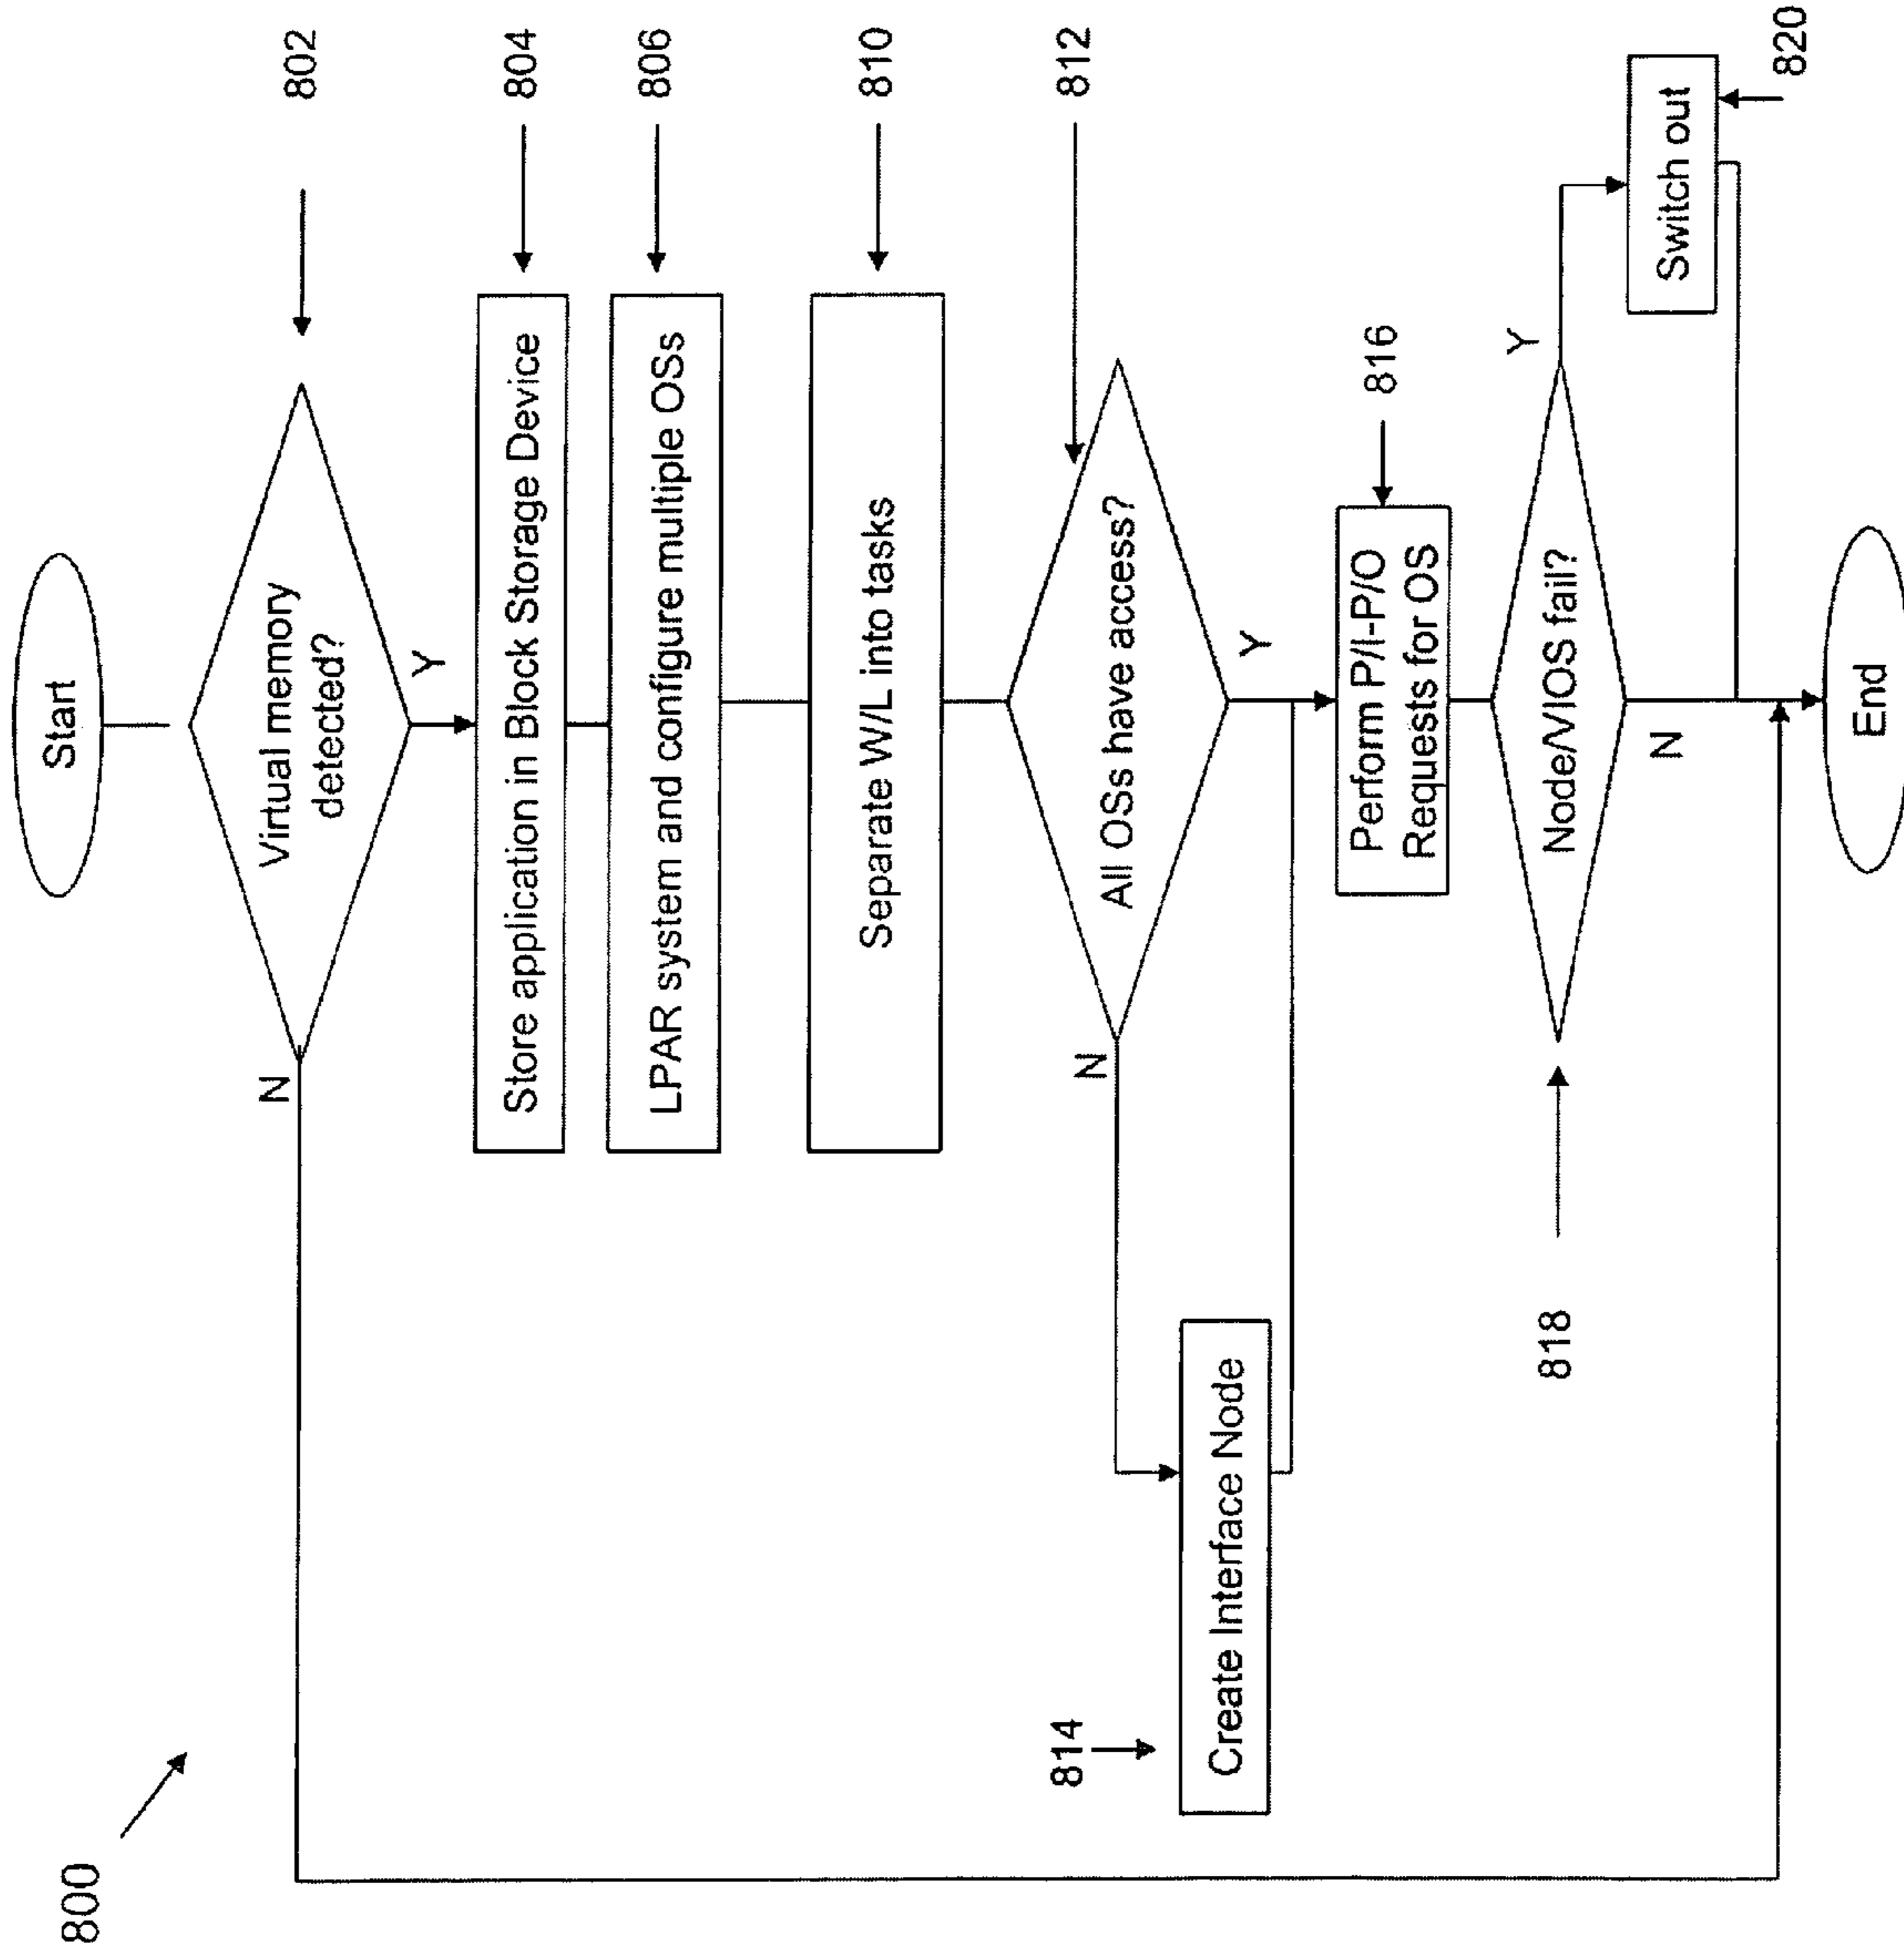 800
Start
Virtual memory
detected?
802
N
Y
Store application in Block Storage Device
804
LPAR system and configure multiple OSs
806
Separate W/L into tasks
810
All OSs have access?
812
N
Y
814
Create Interface Node
Perform P/I-P/O
Requests for OS
816
818
Node/VIOS fail?
Y
N
Switch out
820
End